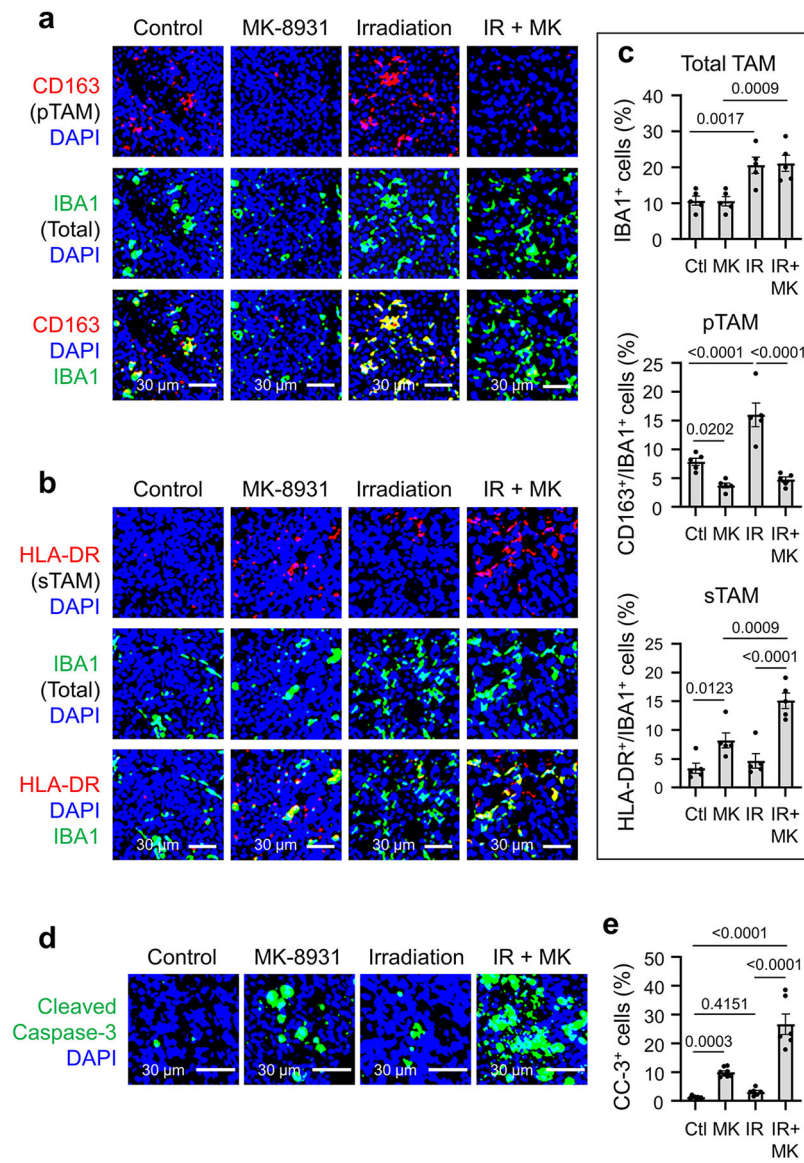 a
Control MK-8931 Irradiation IR + MK
CD163
(pTAM)
DAPI
IBA1
(Total)
DAPI
CD163
DAPI
IBA1
30 µm 30 µm 30 µm 30 µm
b
Control MK-8931 Irradiation IR + MK
HLA-DR
(sTAM)
DAPI
IBA1
(Total)
DAPI
HLA-DR
DAPI
IBA1
30 µm 30 µm 30 µm 30 µm
c
Total TAM
IBA1⁺ cells (%)
40
30
20
10
0
0.0009
0.0017
Ctl MK IR IR+
MK
pTAM
CD163⁺/IBA1⁺ cells (%)
25
20
15
10
5
0
<0.0001 <0.0001
0.0202
Ctl MK IR IR+
MK
sTAM
HLA-DR⁺/IBA1⁺ cells (%)
25
20
15
10
5
0
0.0009
<0.0001
0.0123
Ctl MK IR IR+
MK
d
Control MK-8931 Irradiation IR + MK
Cleaved
Caspase-3
DAPI
30 µm 30 µm 30 µm 30 µm
e
CC-3⁺ cells (%)
50
40
30
20
10
0
<0.0001
<0.0001
0.4151
0.0003
Ctl MK IR IR+
MK